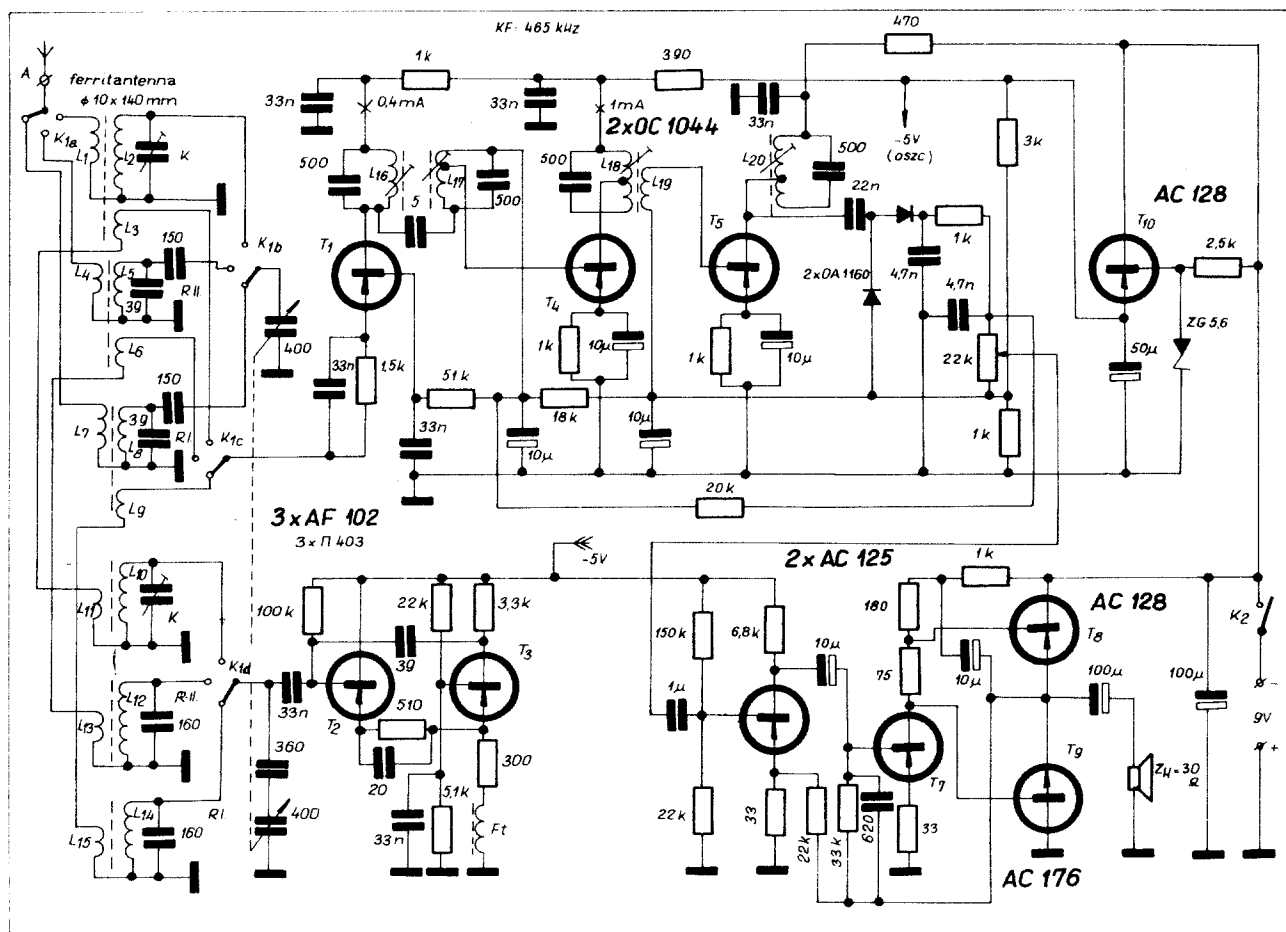 KF: 465 kHz
470
A
ferritantenna
ϕ 10 x 140 mm
1k
390
33n
0,4mA
33n
1mA
2xOC 1044
33n
-5V
(oszc)
3k
K1a
L1
L2
K
500
L16
L17
500
5
500
L18
L19
L20
500
22n
AC 128
L3
K1b
150
L4
L5
39
R.II.
T1
T4
T5
2xOA 1160
4,7n
1k
4,7n
T10
2,5k
ZG 5,6
L6
400
33n
1,5k
1k
10µ
1k
10µ
22k
50µ
150
L7
39
L8
R.I.
K1c
51k
18k
33n
10µ
10µ
1k
L9
20k
3 x AF 102
3 x П 403
-5V
2x AC 125
1k
L10
K
L11
100k
22k
3,3k
39
T3
150k
6,8k
180
AC 128
T8
K2
10µ
75
10µ
100µ
100µ
K1d
L12
R.II.
160
L13
33n
T2
510
20
300
1µ
T7
T9
-
9V
+
ZH=30
Ω
360
400
5,1k
33n
Ft
22k
33
22k
33k
620
33
R.I.
L14
160
L15
AC 176